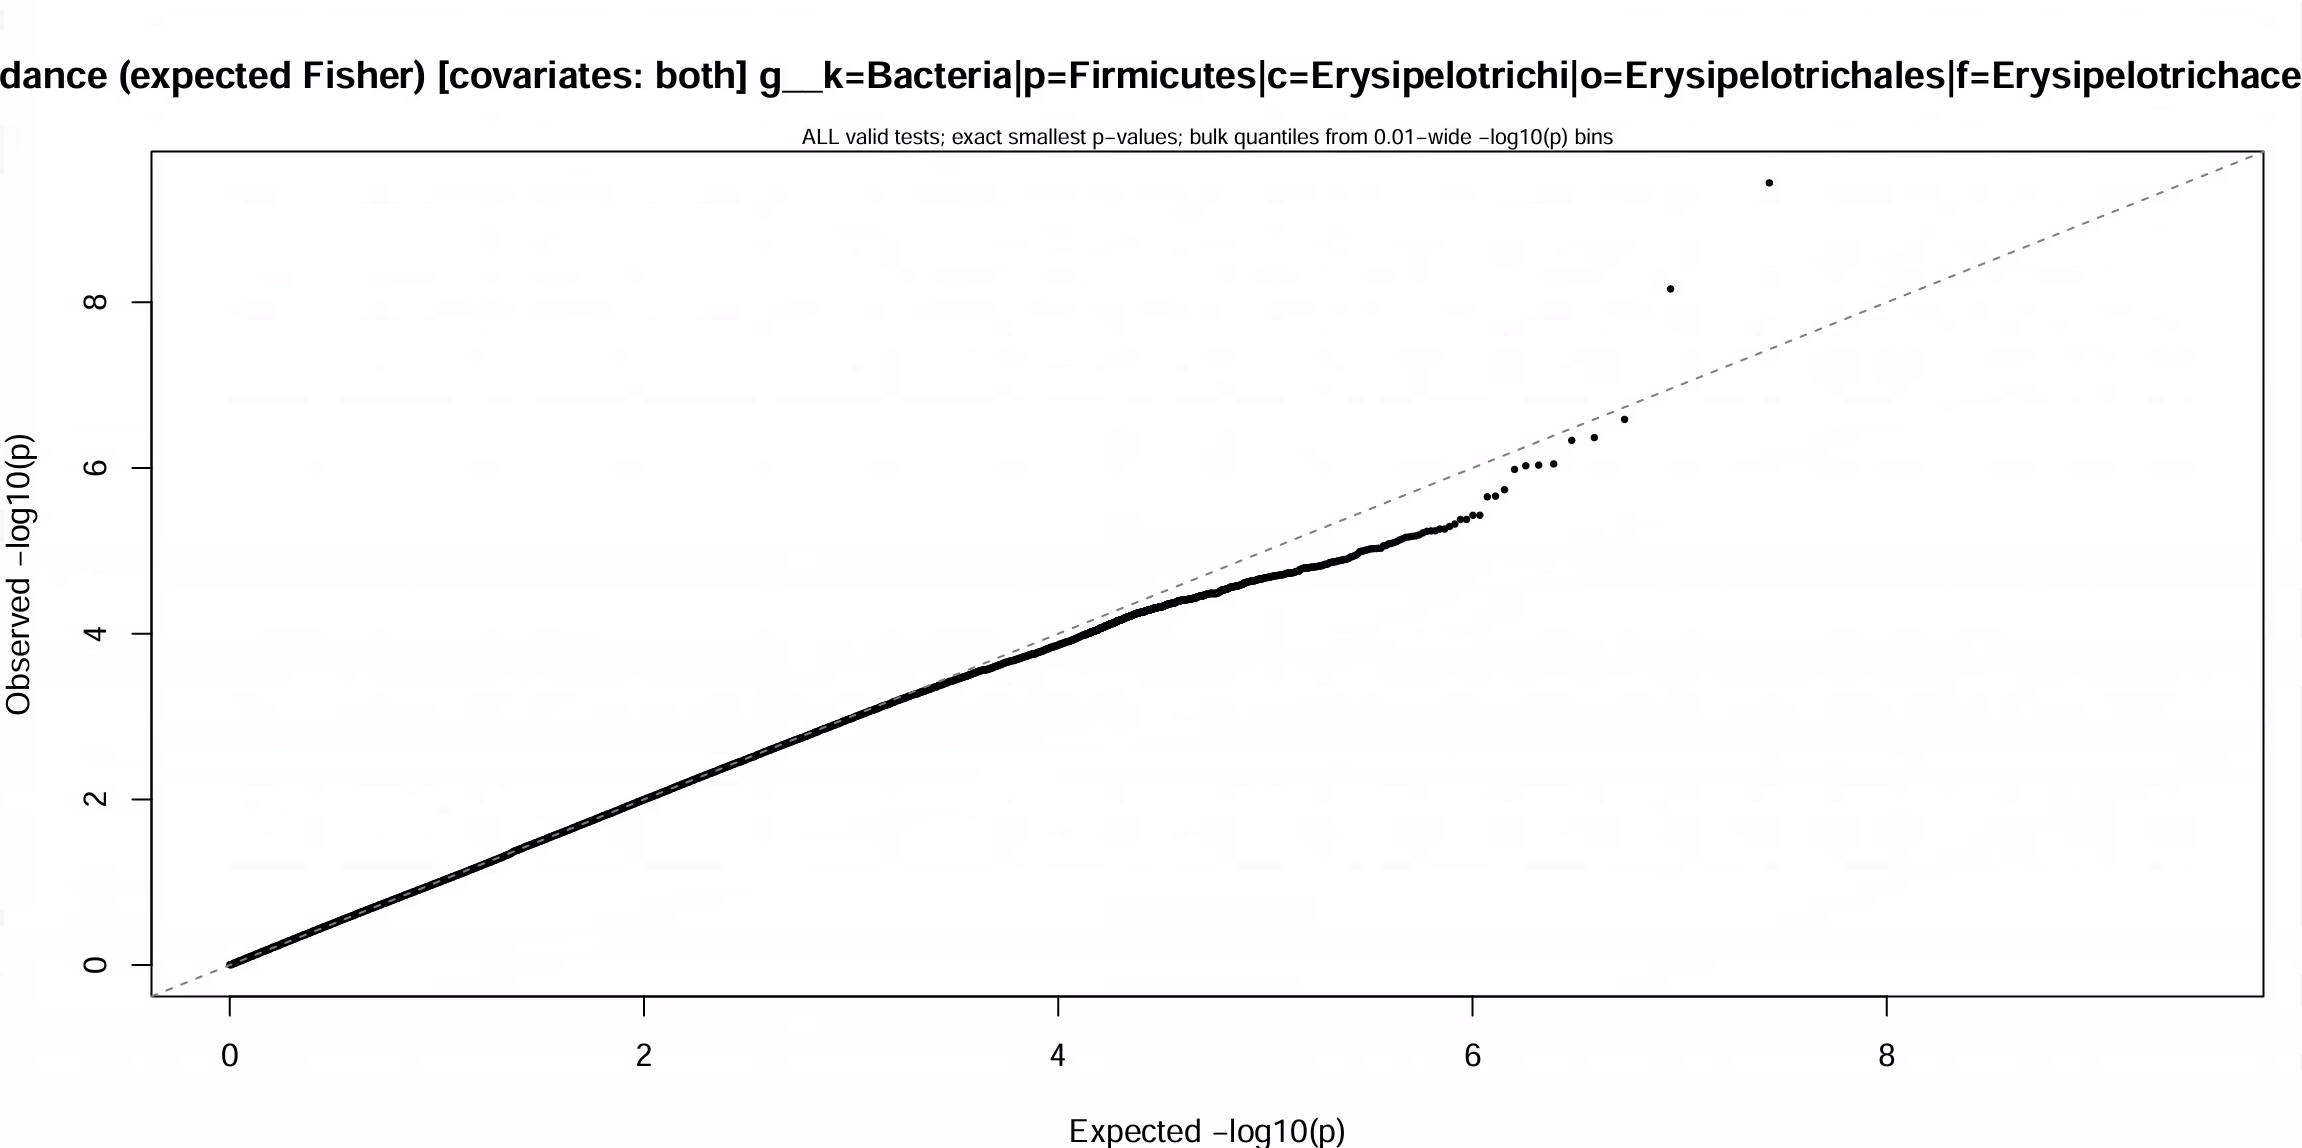 dance (expected Fisher) [covariates: both] g__k=Bacteria|p=Firmicutes|c=Erysipelotrichi|o=Erysipelotrichales|f=Erysipelotrichace
ALL valid tests; exact smallest p−values; bulk quantiles from 0.01−wide −log10(p) bins
Observed −log10(p)
8
6
4
2
0
0 2 4 6 8
Expected −log10(p)